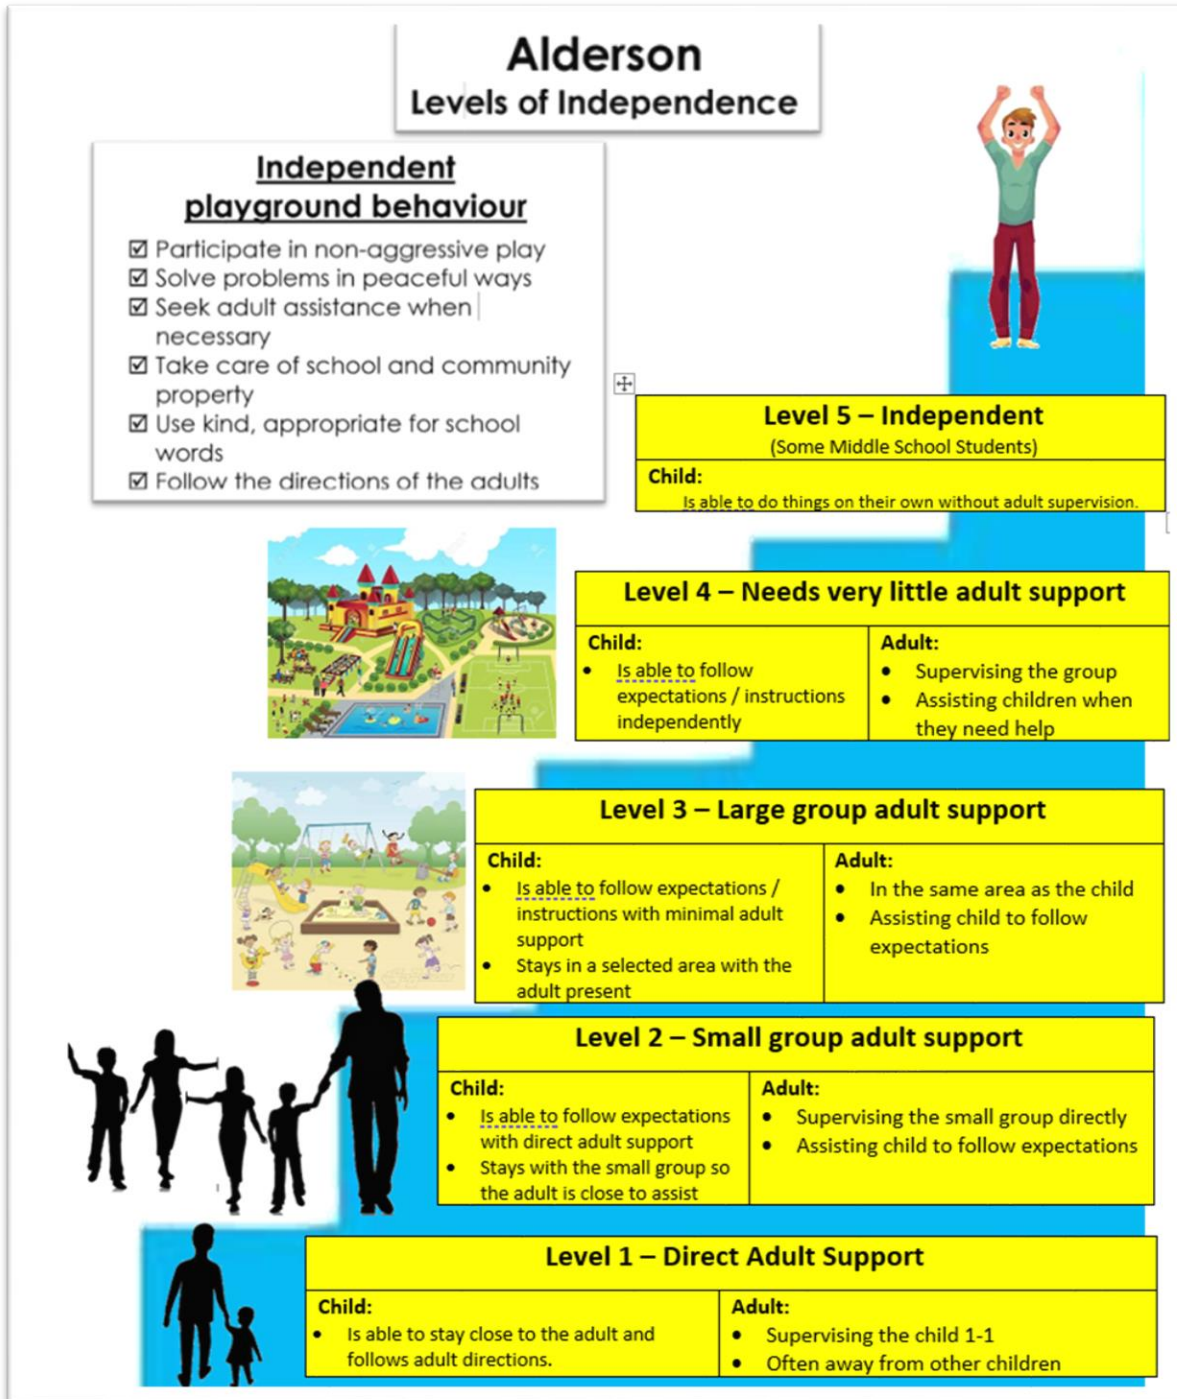 Alderson
Levels of Independence
Independent
playground behaviour
☑ Participate in non-aggressive play
☑ Solve problems in peaceful ways
☑ Seek adult assistance when
necessary
☑ Take care of school and community
property
☑ Use kind, appropriate for school
words
☑ Follow the directions of the adults
Level 5 – Independent
(Some Middle School Students)
Child:
Is able to do things on their own without adult supervision.
Level 4 – Needs very little adult support
Child:
• Is able to follow
expectations / instructions
independently
Adult:
• Supervising the group
• Assisting children when
they need help
Level 3 – Large group adult support
Child:
• Is able to follow expectations /
instructions with minimal adult
support
• Stays in a selected area with the
adult present
Adult:
• In the same area as the child
• Assisting child to follow
expectations
Level 2 – Small group adult support
Child:
• Is able to follow expectations
with direct adult support
• Stays with the small group so
the adult is close to assist
Adult:
• Supervising the small group directly
• Assisting child to follow expectations
Level 1 – Direct Adult Support
Child:
• Is able to stay close to the adult and
follows adult directions.
Adult:
• Supervising the child 1-1
• Often away from other children